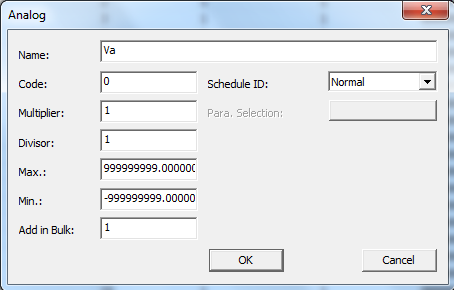 Analog
Name: Va
Code: 0 Schedule ID: Normal
Multiplier: 1 Para. Selection:
Divisor: 1
Max.: 999999999.00000
Min.: -999999999.00000
Add in Bulk: 1
OK Cancel